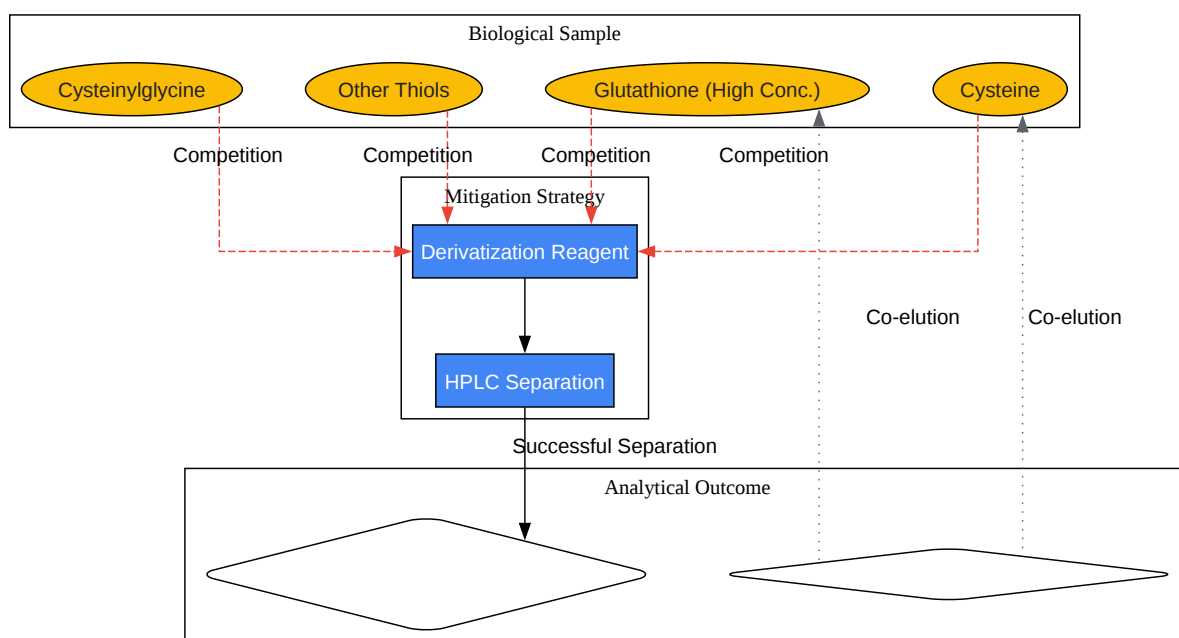 Biological Sample
Cysteinylglycine
Other Thiols
Glutathione (High Conc.)
Cysteine
Competition
Competition
Competition
Competition
Mitigation Strategy
Derivatization Reagent
Co-elution
Co-elution
HPLC Separation
Successful Separation
Analytical Outcome